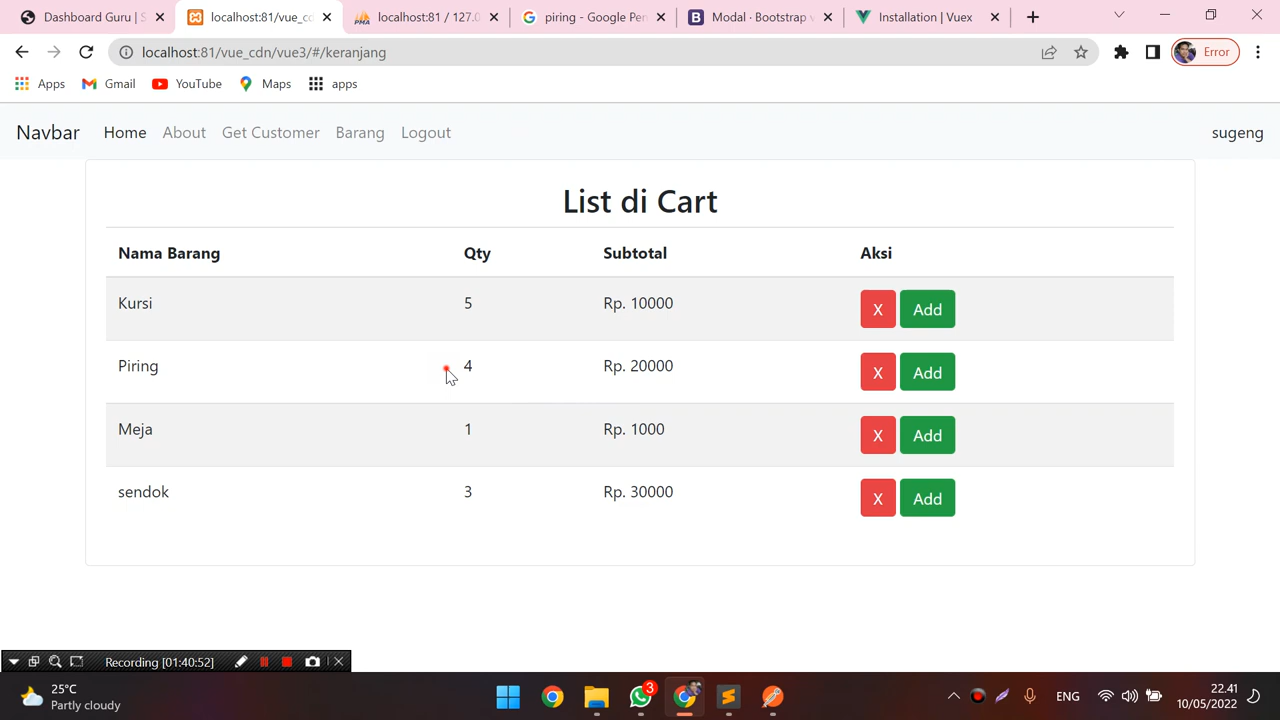 Dashboard Guru | S
localhost:81/vue_cd
localhost:81 / 127.0
piring - Google Pen
Modal · Bootstrap v
Installation | Vuex
localhost:81/vue_cdn/vue3/#/keranjang
Error
Apps
Gmail
YouTube
Maps
apps
Navbar
Home
About
Get Customer
Barang
Logout
sugeng
List di Cart
Nama Barang Qty Subtotal Aksi
Kursi 5 Rp. 10000 X Add
Piring 4 Rp. 20000 X Add
Meja 1 Rp. 1000 X Add
sendok 3 Rp. 30000 X Add
Recording [01:40:52]
25°C
Partly cloudy
3
ENG
22.41
10/05/2022